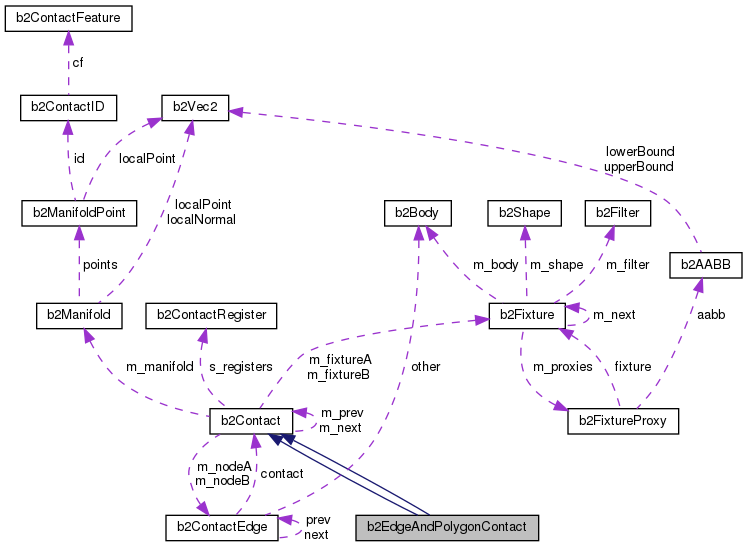 b2ContactFeature
cf
b2ContactID
b2Vec2
id
localPoint
lowerBound
upperBound
b2ManifoldPoint
localPoint
localNormal
b2Body
b2Shape
b2Filter
points
m_body
m_shape
m_filter
b2AABB
b2Manifold
b2ContactRegister
b2Fixture
m_next
aabb
m_manifold
s_registers
m_fixtureA
m_fixtureB
other
m_proxies
fixture
b2Contact
m_prev
m_next
b2FixtureProxy
m_nodeA
m_nodeB
contact
b2ContactEdge
prev
next
b2EdgeAndPolygonContact